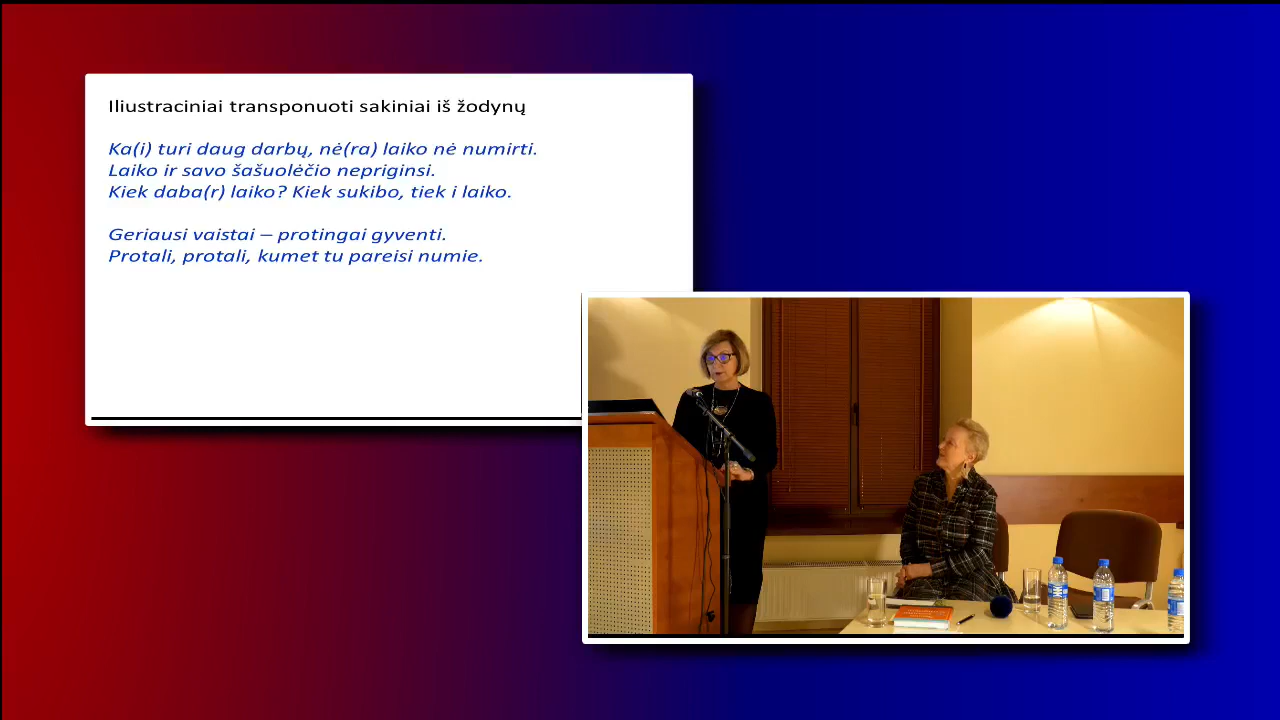 Iliustraciniai transponuoti sakiniai iš žodynų
Ka(i) turi daug darbų, nė(ra) laiko nė numirti.
Laiko ir savo šašuolėčio nepriginsi.
Kiek daba(r) laiko? Kiek sukibo, tiek i laiko.
Geriausi vaistai – protingai gyventi.
Protali, protali, kumet tu pareisi numie.